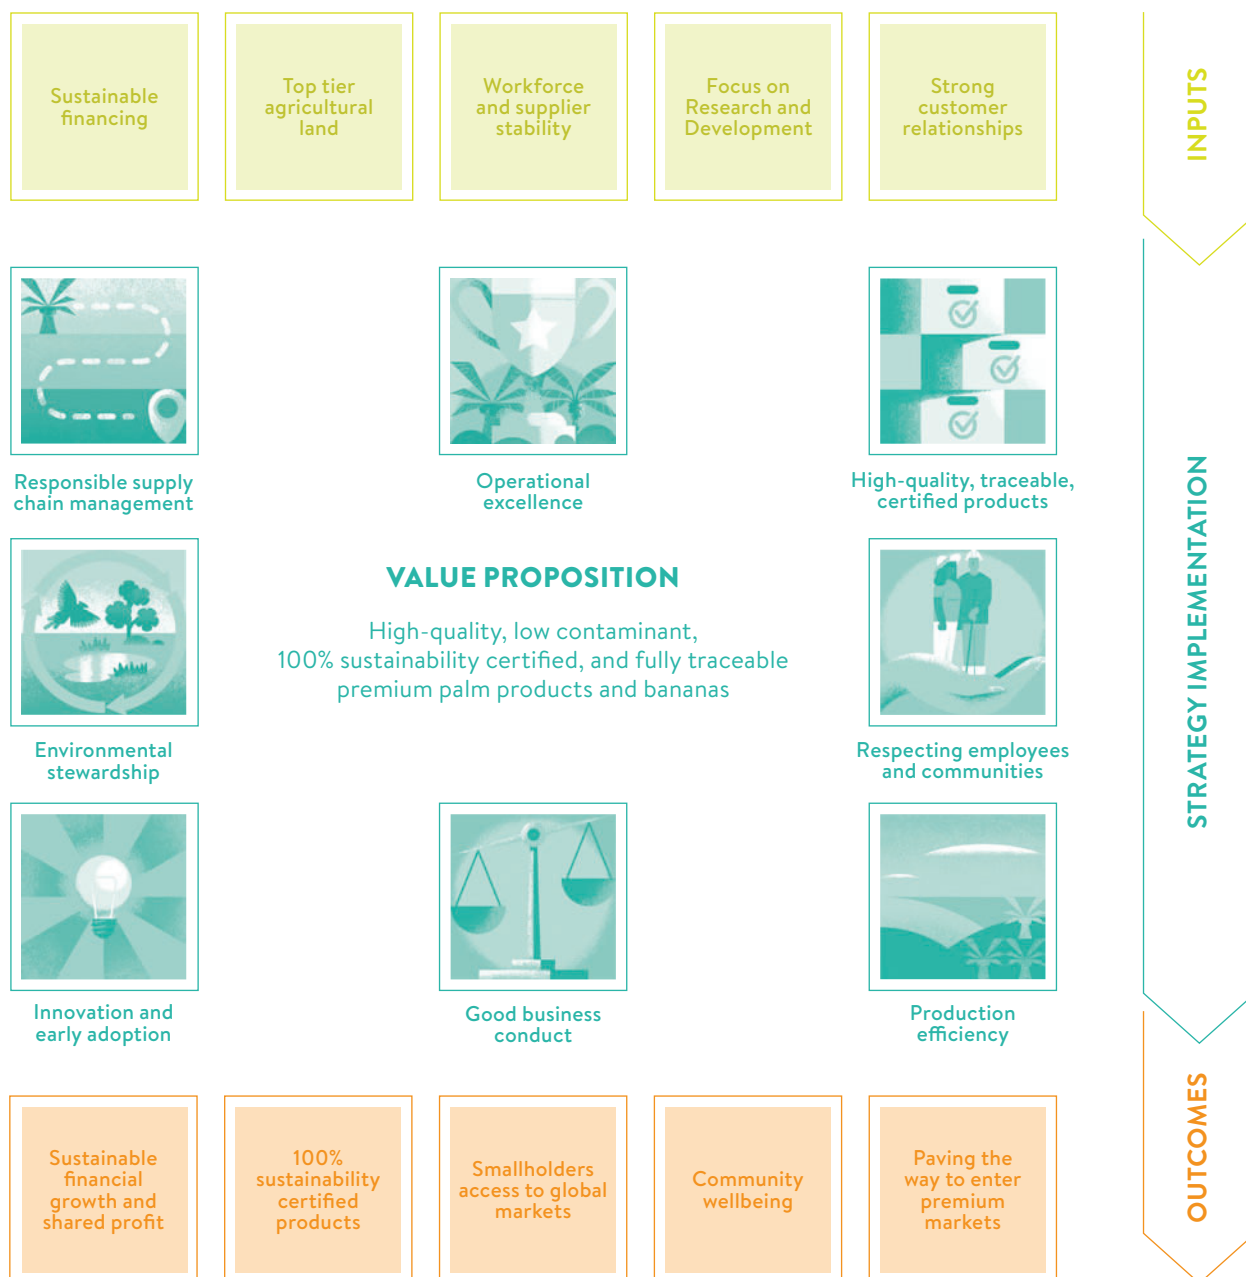 Sustainable
financing
Top tier
agricultural
land
Workforce
and supplier
stability
Focus on
Research and
Development
Strong
customer
relationships
INPUTS
Responsible supply
chain management
Operational
excellence
High-quality, traceable,
certified products
VALUE PROPOSITION
High-quality, low contaminant,
100% sustainability certified, and fully traceable
premium palm products and bananas
Environmental
stewardship
Respecting employees
and communities
STRATEGY IMPLEMENTATION
Innovation and
early adoption
Good business
conduct
Production
efficiency
Sustainable
financial
growth and
shared profit
100%
sustainability
certified
products
Smallholders
access to global
markets
Community
wellbeing
Paving the
way to enter
premium
markets
OUTCOMES